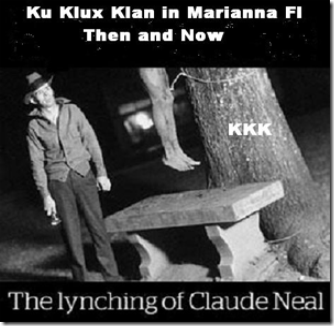 Ku Klux Klan in Marianna Fl
Then and Now
KKK
The lynching of Claude Neal